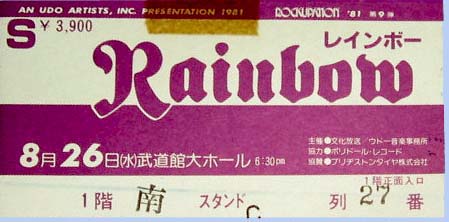 AN UDO ARTISTS, INC. PRESENTATION 1981 ROCKUPATION '81 第9弾
S ¥3,900
レインボー
Rainbow
主催●文化放送/ウドー音楽事務所
協力●ポリドール・レコード
協賛●ブリヂストンタイヤ株式会社
8月26日(水)武道館大ホール 6:30pm
1階正面入口
1階 南 スタンド C 列 27 番